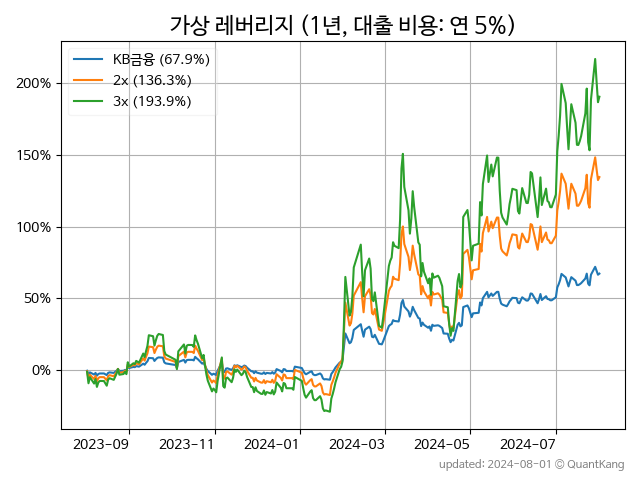 가상 레버리지 (1년, 대출 비용: 연 5%)
KB금융 (67.9%)
2x (136.3%)
3x (193.9%)
200%
150%
100%
50%
0%
2023-09
2023-11
2024-01
2024-03
2024-05
2024-07
updated: 2024-08-01 © QuantKang